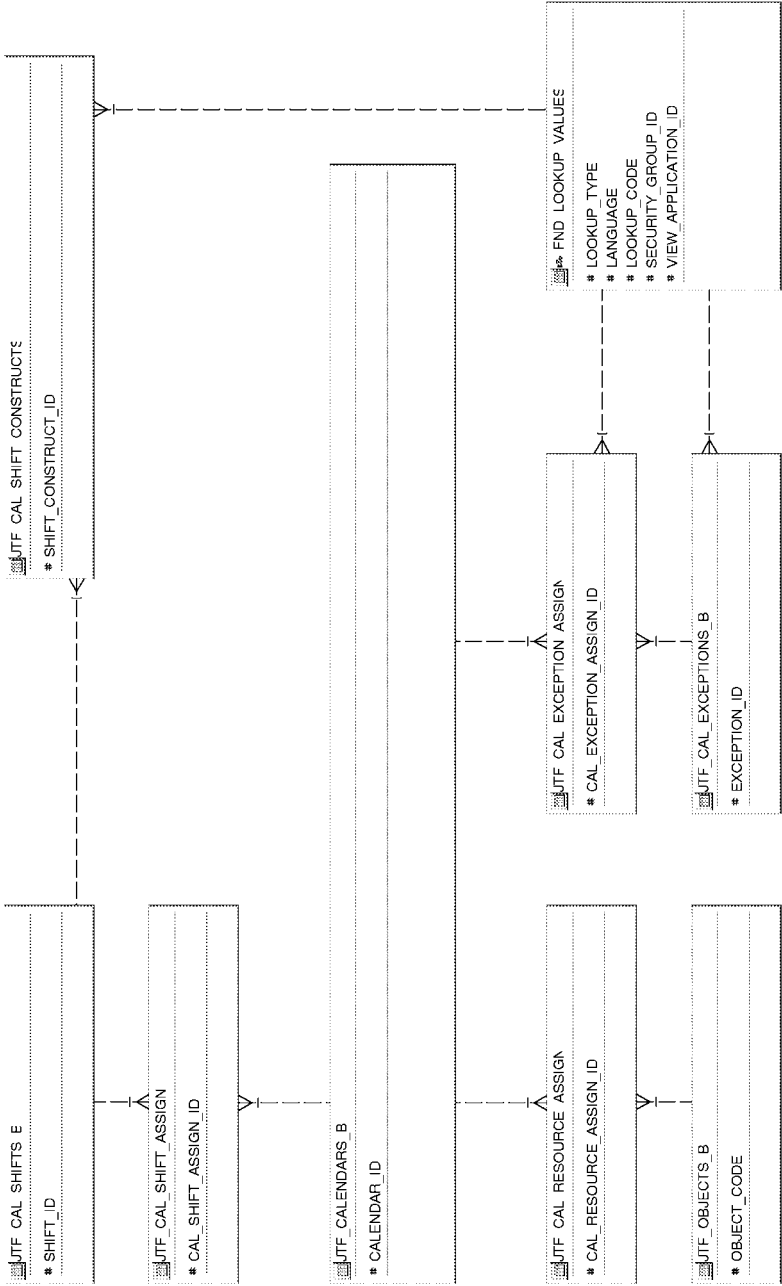 JTF CAL SHIFT CONSTRUCTS
# SHIFT_CONSTRUCT_ID
FND LOOKUP VALUES
# LOOKUP_TYPE
# LANGUAGE
# LOOKUP_CODE
# SECURITY_GROUP_ID
# VIEW_APPLICATION_ID
JTF CAL EXCEPTION ASSIGN
# CAL_EXCEPTION_ASSIGN_ID
JTF_CAL_EXCEPTIONS_B
# EXCEPTION_ID
JTF CAL SHIFTS B
# SHIFT_ID
JTF_CAL_SHIFT_ASSIGN
# CAL_SHIFT_ASSIGN_ID
JTF_CALENDARS_B
# CALENDAR_ID
JTF CAL RESOURCE ASSIGN
# CAL_RESOURCE_ASSIGN_ID
JTF_OBJECTS_B
# OBJECT_CODE